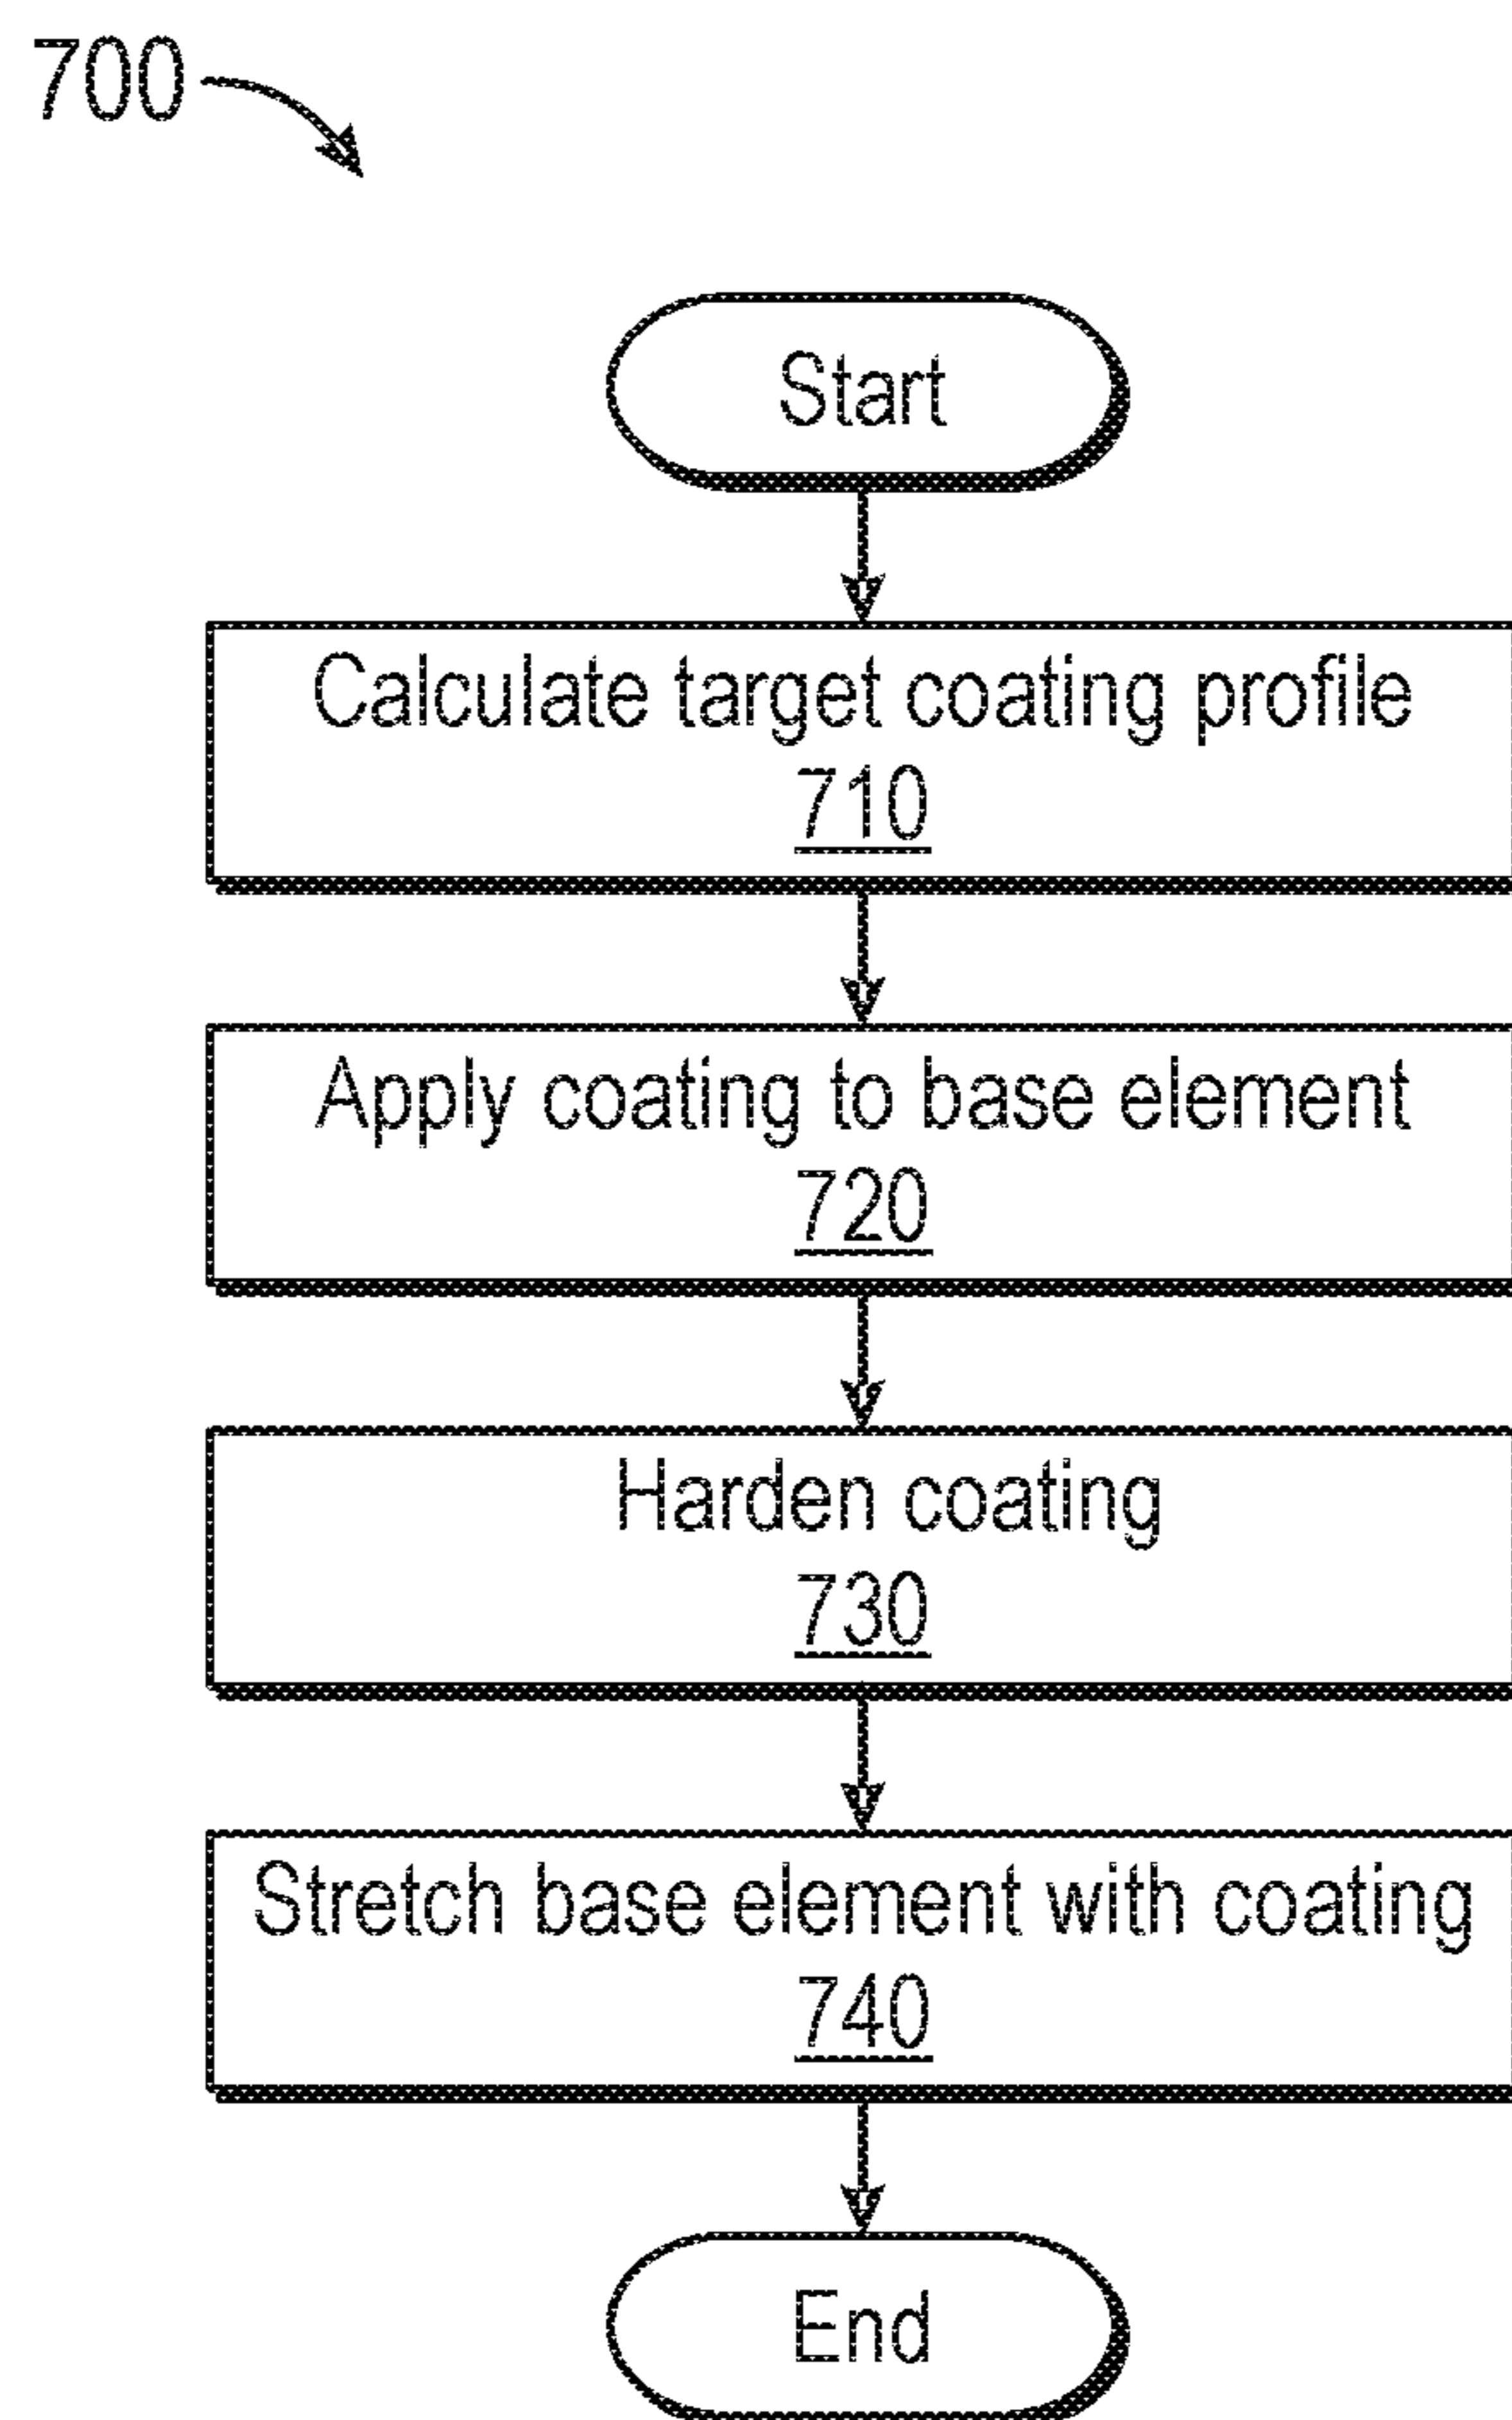 700
Start
Calculate target coating profile
710
Apply coating to base element
720
Harden coating
730
Stretch base element with coating
740
End